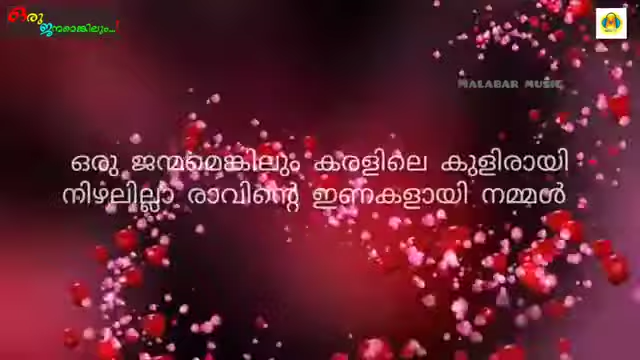 ഒരു
ജന്മമെങ്കിലും...!
MALABAR MUSIC
ഒരു ജന്മമെങ്കിലും കരളിലെ കുളിരായി
നിഴലില്ലാ രാവിന്റെ ഇണകളായി നമ്മൾ